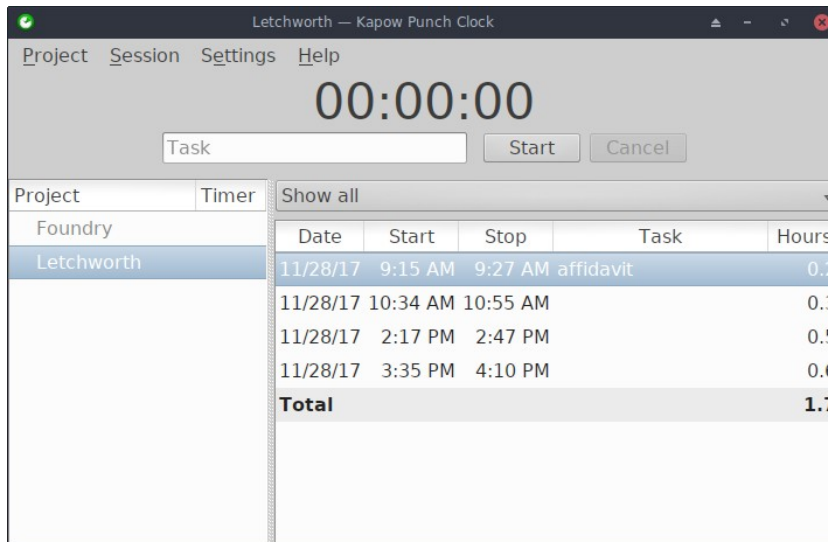 Letchworth — Kapow Punch Clock
Project Session Settings Help
00:00:00
Task Start Cancel
Project Timer
Foundry
Letchworth
Show all
Date Start Stop Task Hours
11/28/17 9:15 AM 9:27 AM affidavit
11/28/17 10:34 AM 10:55 AM
11/28/17 2:17 PM 2:47 PM
11/28/17 3:35 PM 4:10 PM
Total